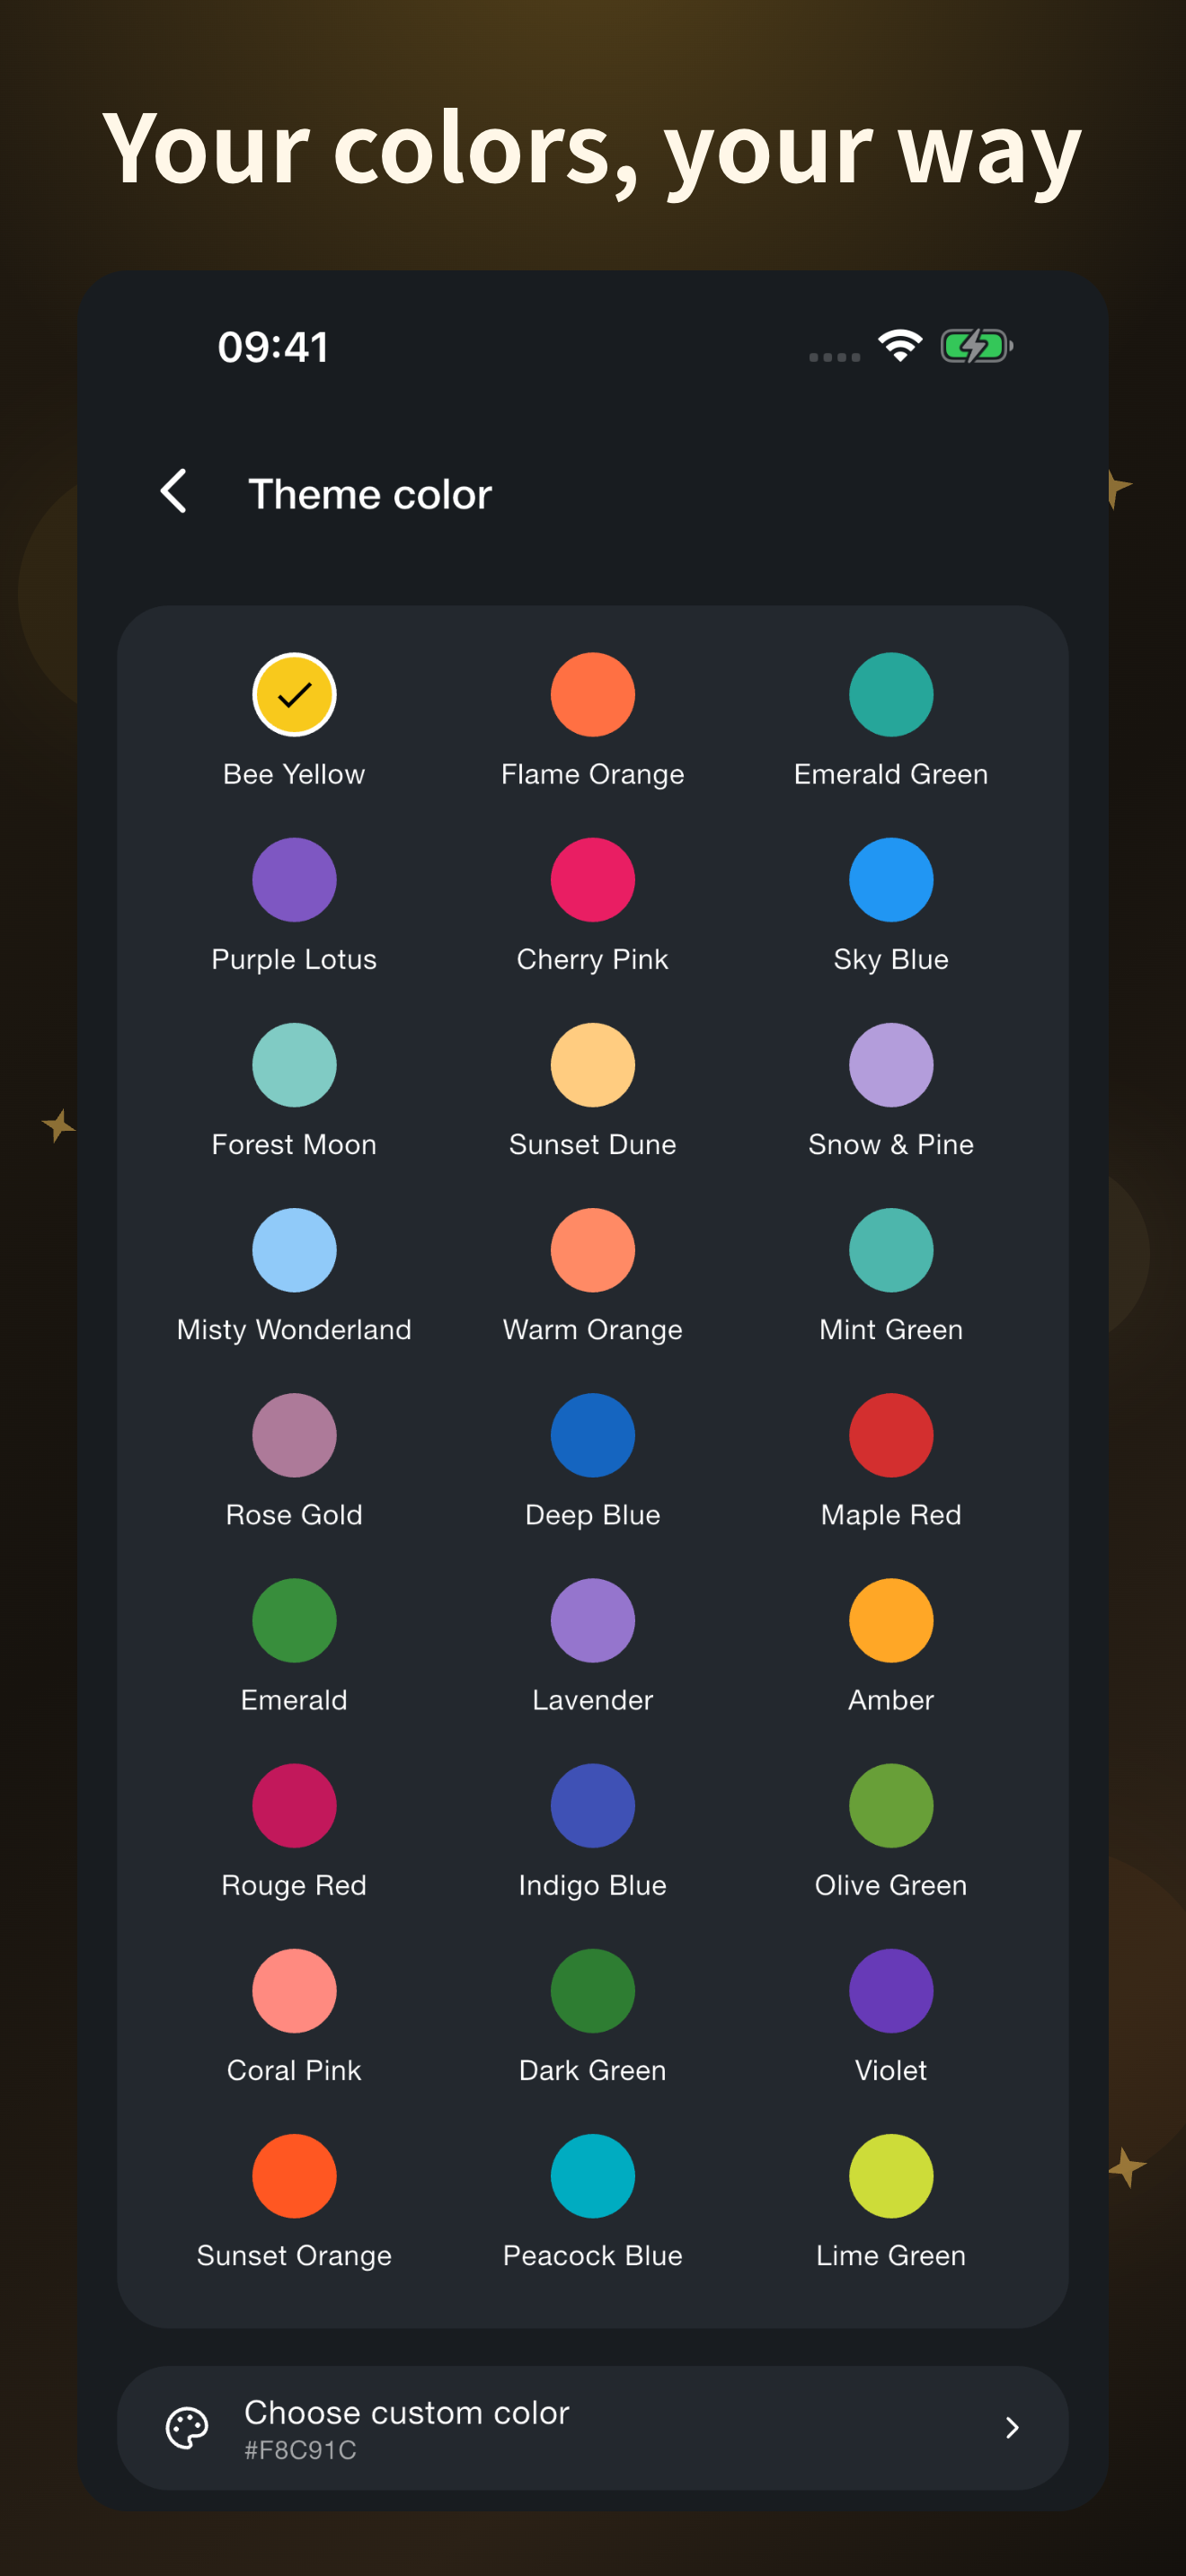 Your colors, your way
09:41
Theme color
Bee Yellow
Flame Orange
Emerald Green
Purple Lotus
Cherry Pink
Sky Blue
Forest Moon
Sunset Dune
Snow & Pine
Misty Wonderland
Warm Orange
Mint Green
Rose Gold
Deep Blue
Maple Red
Emerald
Lavender
Amber
Rouge Red
Indigo Blue
Olive Green
Coral Pink
Dark Green
Violet
Sunset Orange
Peacock Blue
Lime Green
Choose custom color
#F8C91C